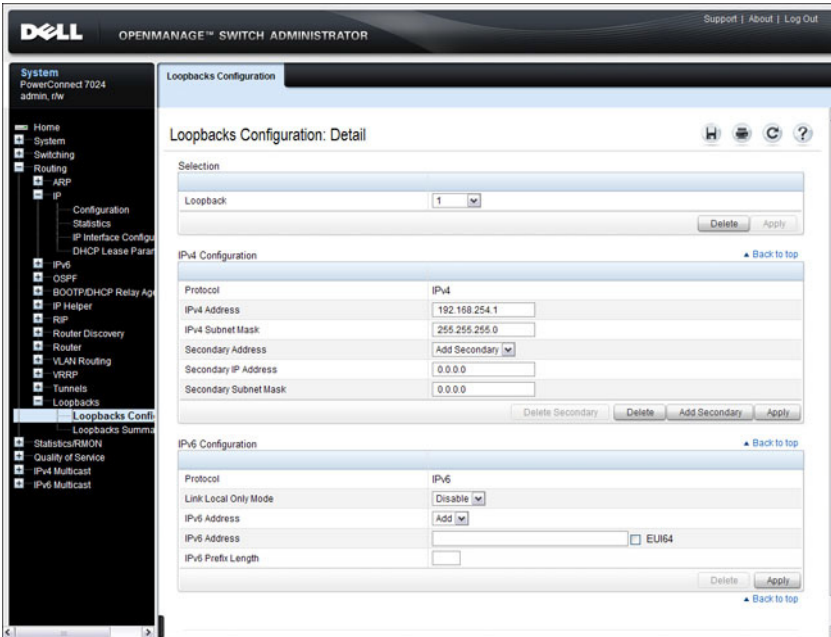 Support | About | Log Out
DELL
OPENMANAGE™ SWITCH ADMINISTRATOR
System
PowerConnect 7024
admin, r/w
Home
System
Switching
Routing
ARP
IP
Configuration
Statistics
IP Interface Configu
DHCP Lease Param
IPv6
OSPF
BOOTP/DHCP Relay Age
IP Helper
RIP
Router Discovery
Router
VLAN Routing
VRRP
Tunnels
Loopbacks
Loopbacks Confi
Loopbacks Summa
Statistics/RMON
Quality of Service
IPv4 Multicast
IPv6 Multicast
Loopbacks Configuration
Loopbacks Configuration: Detail
Selection
Loopback 1
Delete Apply
IPv4 Configuration Back to top
Protocol IPv4
IPv4 Address 192.168.254.1
IPv4 Subnet Mask 255.255.255.0
Secondary Address Add Secondary
Secondary IP Address 0.0.0.0
Secondary Subnet Mask 0.0.0.0
Delete Secondary Delete Add Secondary Apply
IPv6 Configuration Back to top
Protocol IPv6
Link Local Only Mode Disable
IPv6 Address Add
IPv6 Address EUI64
IPv6 Prefix Length
Delete Apply
Back to top